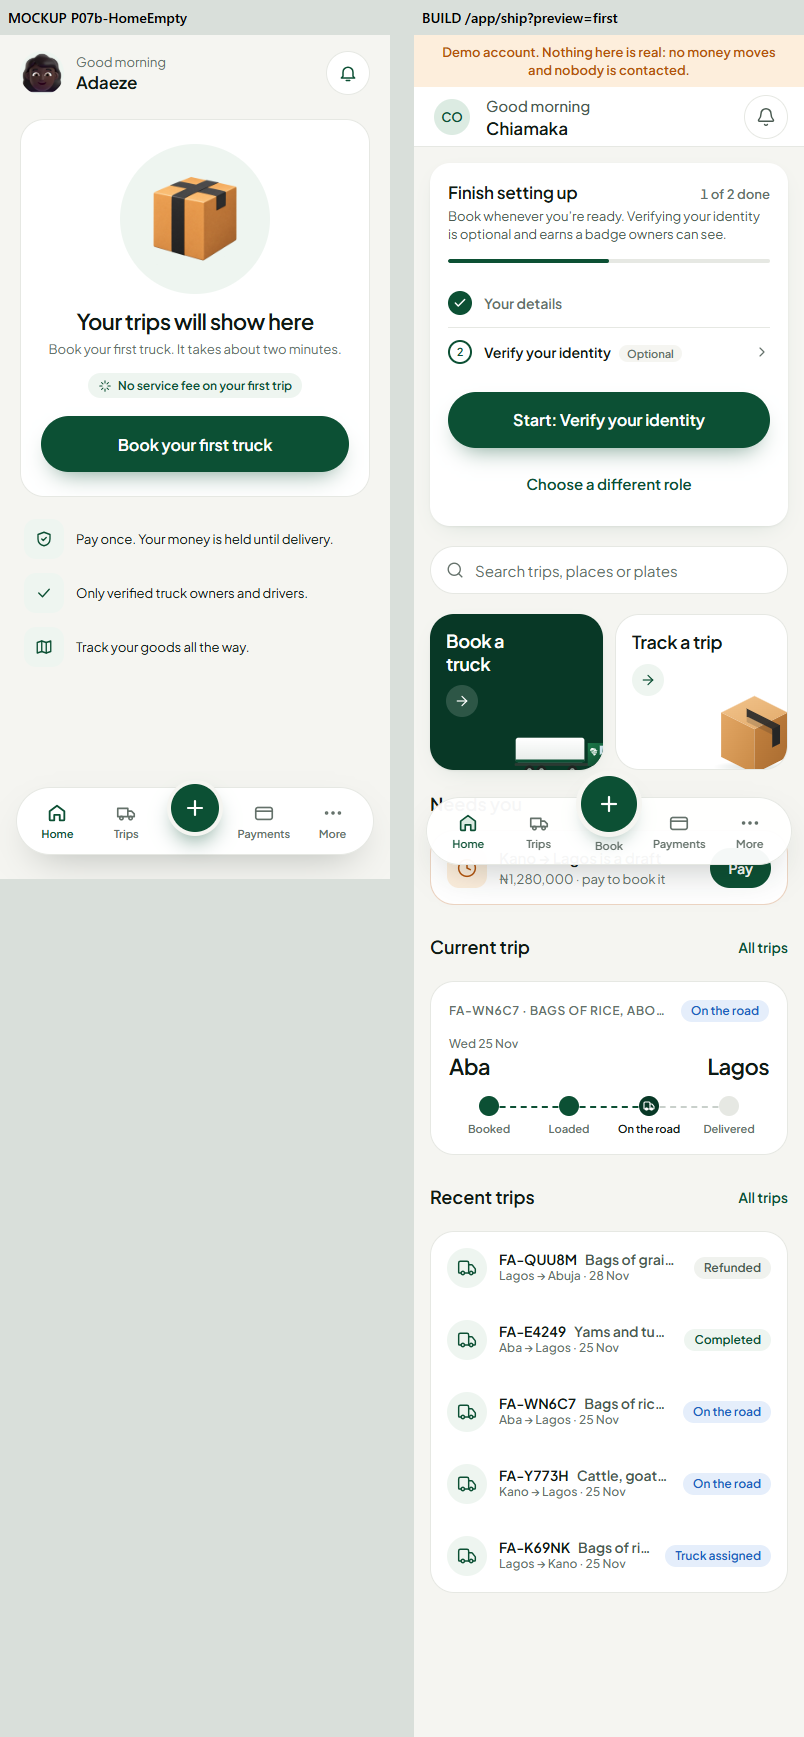 MOCKUP P07b-HomeEmpty
Good morning
Adaeze
Your trips will show here
Book your first truck. It takes about two minutes.
No service fee on your first trip
Book your first truck
Pay once. Your money is held until delivery.
Only verified truck owners and drivers.
Track your goods all the way.
Home
Trips
Payments
More
BUILD /app/ship?preview=first
Demo account. Nothing here is real: no money moves
and nobody is contacted.
CO
Good morning
Chiamaka
Finish setting up
1 of 2 done
Book whenever you're ready. Verifying your identity
is optional and earns a badge owners can see.
Your details
2
Verify your identity
Optional
Start: Verify your identity
Choose a different role
Search trips, places or plates
Book a
truck
Track a trip
Needs you
Home
Trips
Book
Payments
More
Kano → Lagos is a draft
₦1,280,000 · pay to book it
Pay
Current trip
All trips
FA-WN6C7 · BAGS OF RICE, ABO...
On the road
Wed 25 Nov
Aba
Lagos
Booked
Loaded
On the road
Delivered
Recent trips
All trips
FA-QUU8M Bags of grai...
Refunded
Lagos → Abuja · 28 Nov
FA-E4249 Yams and tu...
Completed
Aba → Lagos · 25 Nov
FA-WN6C7 Bags of ric...
On the road
Aba → Lagos · 25 Nov
FA-Y773H Cattle, goat...
On the road
Kano → Lagos · 25 Nov
FA-K69NK Bags of ri...
Truck assigned
Lagos → Kano · 25 Nov